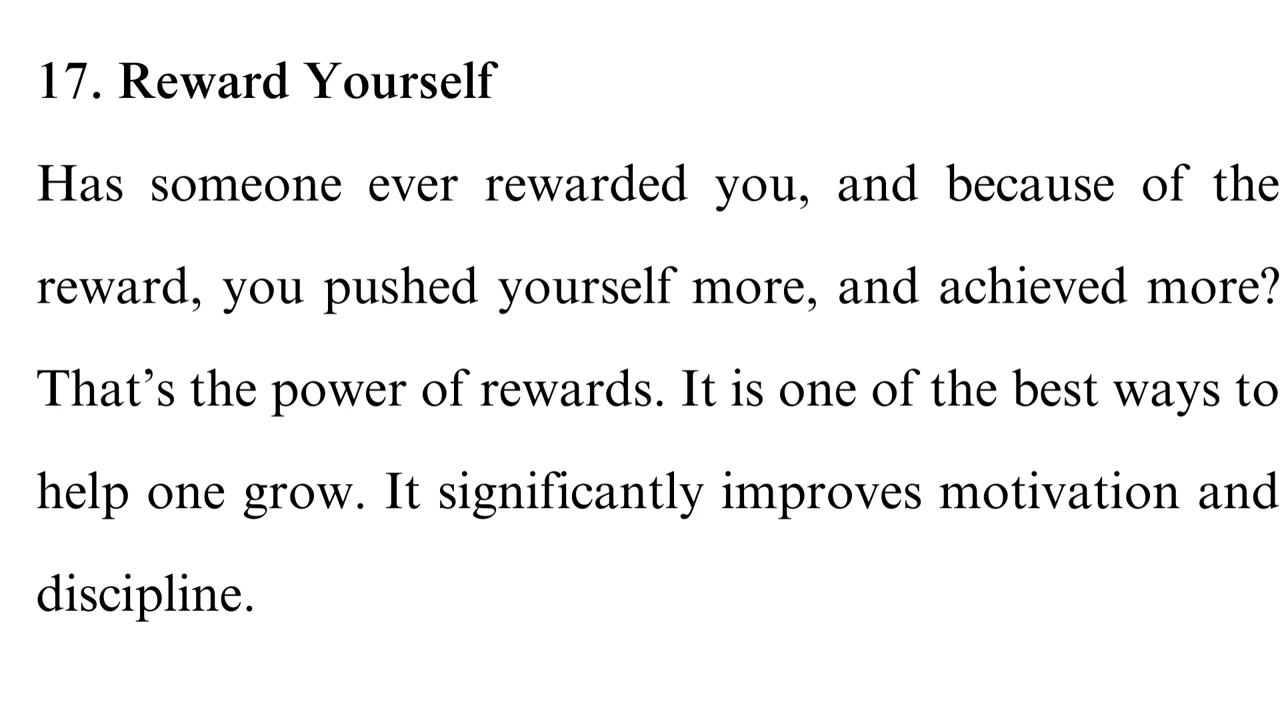 17. Reward Yourself
Has someone ever rewarded you, and because of the
reward, you pushed yourself more, and achieved more?
That’s the power of rewards. It is one of the best ways to
help one grow. It significantly improves motivation and
discipline.